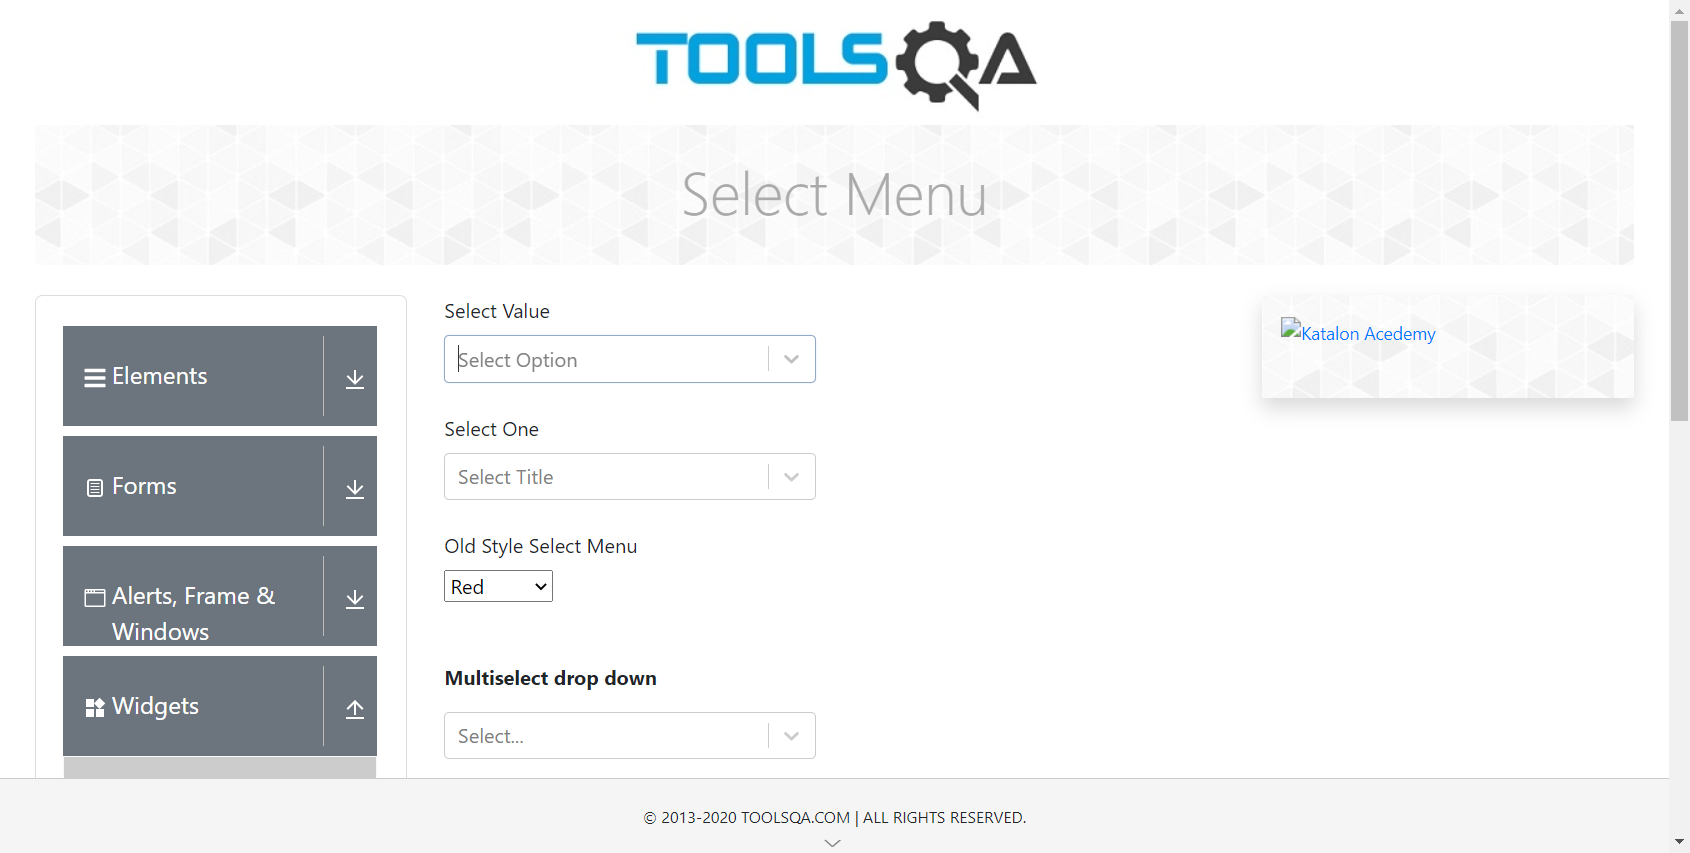 TOOLSQA
Select Menu
Elements
Forms
Alerts, Frame &
Windows
Widgets
Select Value
Select Option
Select One
Select Title
Old Style Select Menu
Red
Multiselect drop down
Select...
Katalon Acedemy
© 2013-2020 TOOLSQA.COM | ALL RIGHTS RESERVED.